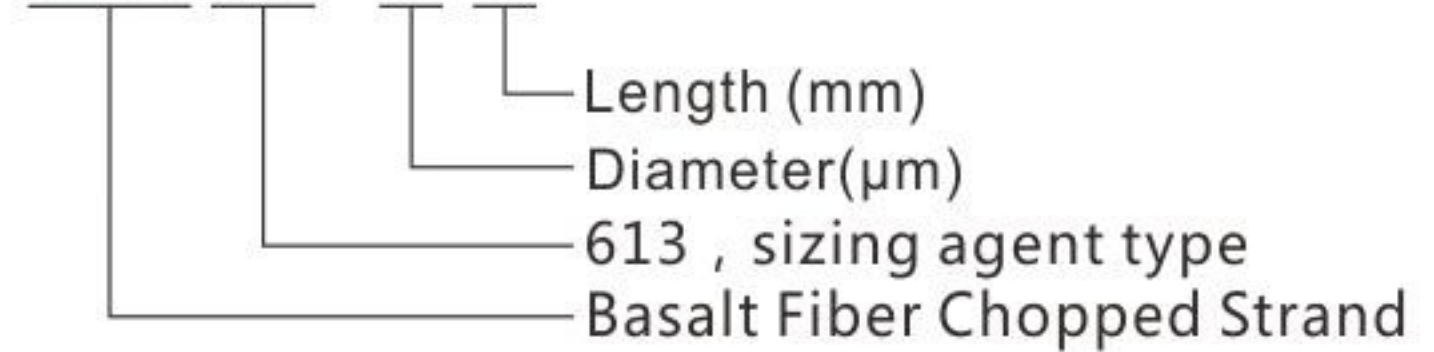 Length (mm)
Diameter(μm)
613 , sizing agent type
Basalt Fiber Chopped Strand